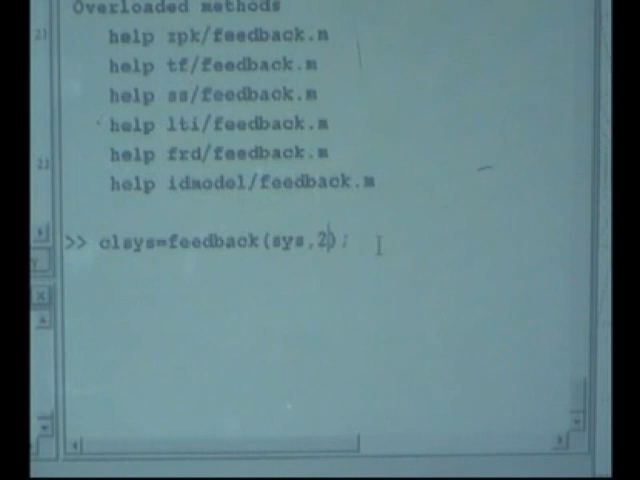 Overloaded methods
help zpk/feedback.m
help tf/feedback.m
help ss/feedback.m
help lti/feedback.m
help frd/feedback.m
help idmodel/feedback.m
>> clsys=feedback(sys,2);